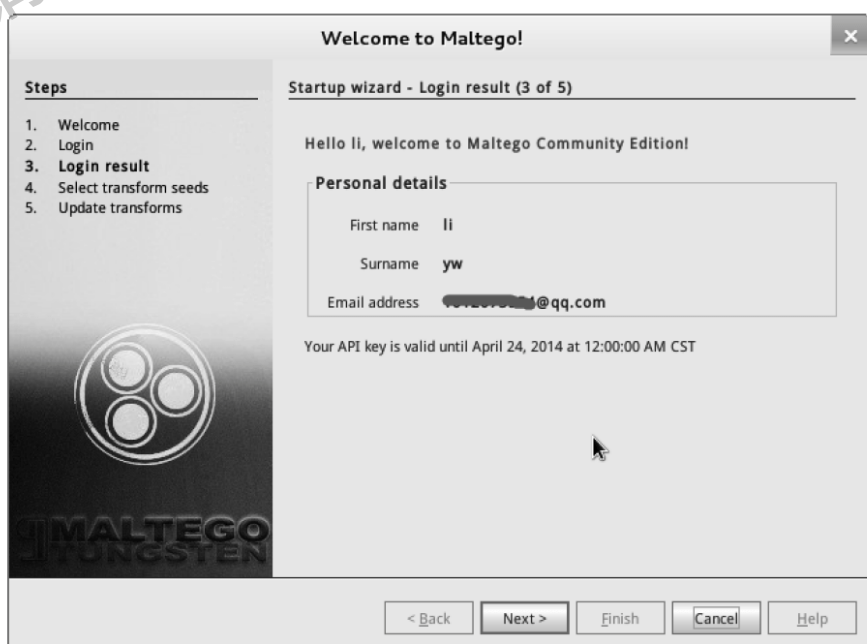 Welcome to Maltego!
Steps
1. Welcome
2. Login
3. Login result
4. Select transform seeds
5. Update transforms
MALTEGO
TUNGSTEN
Startup wizard - Login result (3 of 5)
Hello li, welcome to Maltego Community Edition!
Personal details
First name li
Surname yw
Email address @qq.com
Your API key is valid until April 24, 2014 at 12:00:00 AM CST
< Back Next > Finish Cancel Help